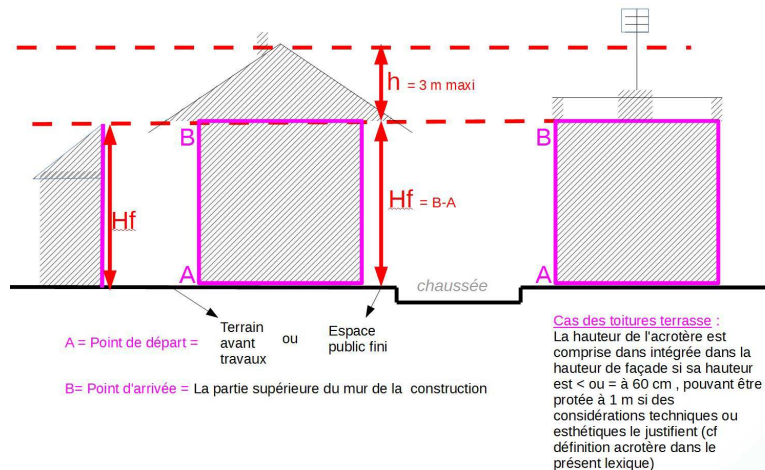 h = 3 m maxi
B
B
Hf
Hf = B-A
A
A
chaussée
A = Point de départ =
Terrain
avant
travaux
ou
Espace
public fini
B= Point d'arrivée = La partie supérieure du mur de la construction
Cas des toitures terrasse :
La hauteur de l'acrotère est
comprise dans intégrée dans la
hauteur de façade si sa hauteur
est < ou = à 60 cm , pouvant être
protée à 1 m si des
considérations techniques ou
esthétiques le justifient (cf
définition acrotère dans le
présent lexique)